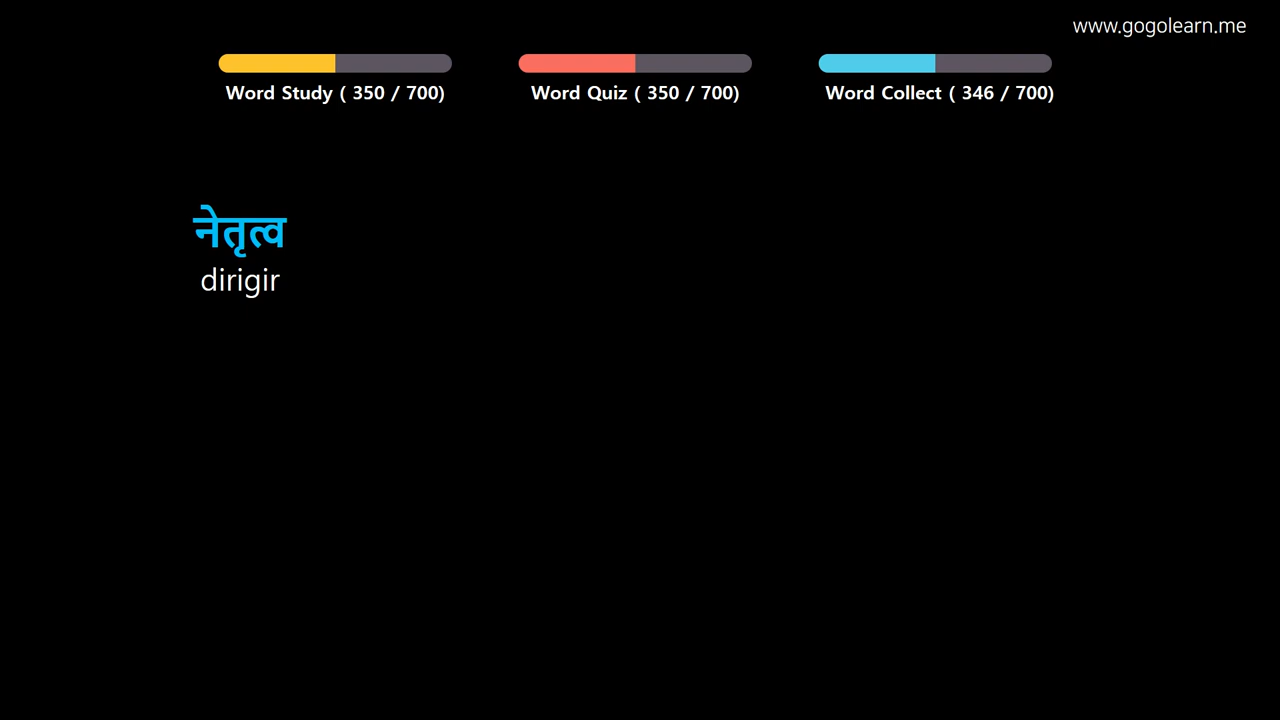 www.gogolearn.me
Word Study ( 350 / 700)
Word Quiz ( 350 / 700)
Word Collect ( 346 / 700)
नेतृत्व
dirigir